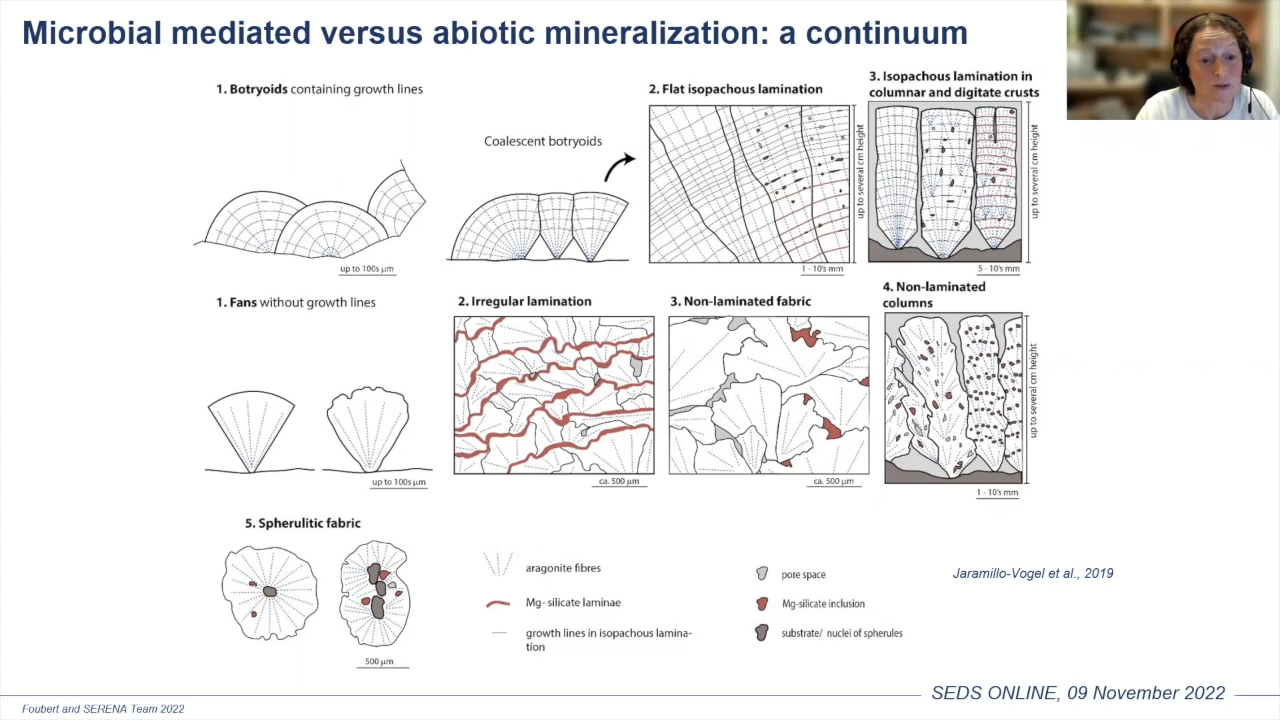 Microbial mediated versus abiotic mineralization: a continuum
1. Botryoids containing growth lines
2. Flat isopachous lamination
3. Isopachous lamination in
columnar and digitate crusts
Coalescent botryoids
up to several cm height
up to several cm height
up to 100s µm
1 - 10's mm
5 - 10's mm
1. Fans without growth lines
2. Irregular lamination
3. Non-laminated fabric
4. Non-laminated
columns
up to several cm height
up to 100s µm
ca. 500 µm
ca. 500 µm
1 - 10's mm
5. Spherulitic fabric
500 µm
aragonite fibres
Mg- silicate laminae
growth lines in isopachous lamina-
tion
pore space
Mg-silicate inclusion
substrate/ nuclei of spherules
Jaramillo-Vogel et al., 2019
SEDS ONLINE, 09 November 2022
Foubert and SERENA Team 2022